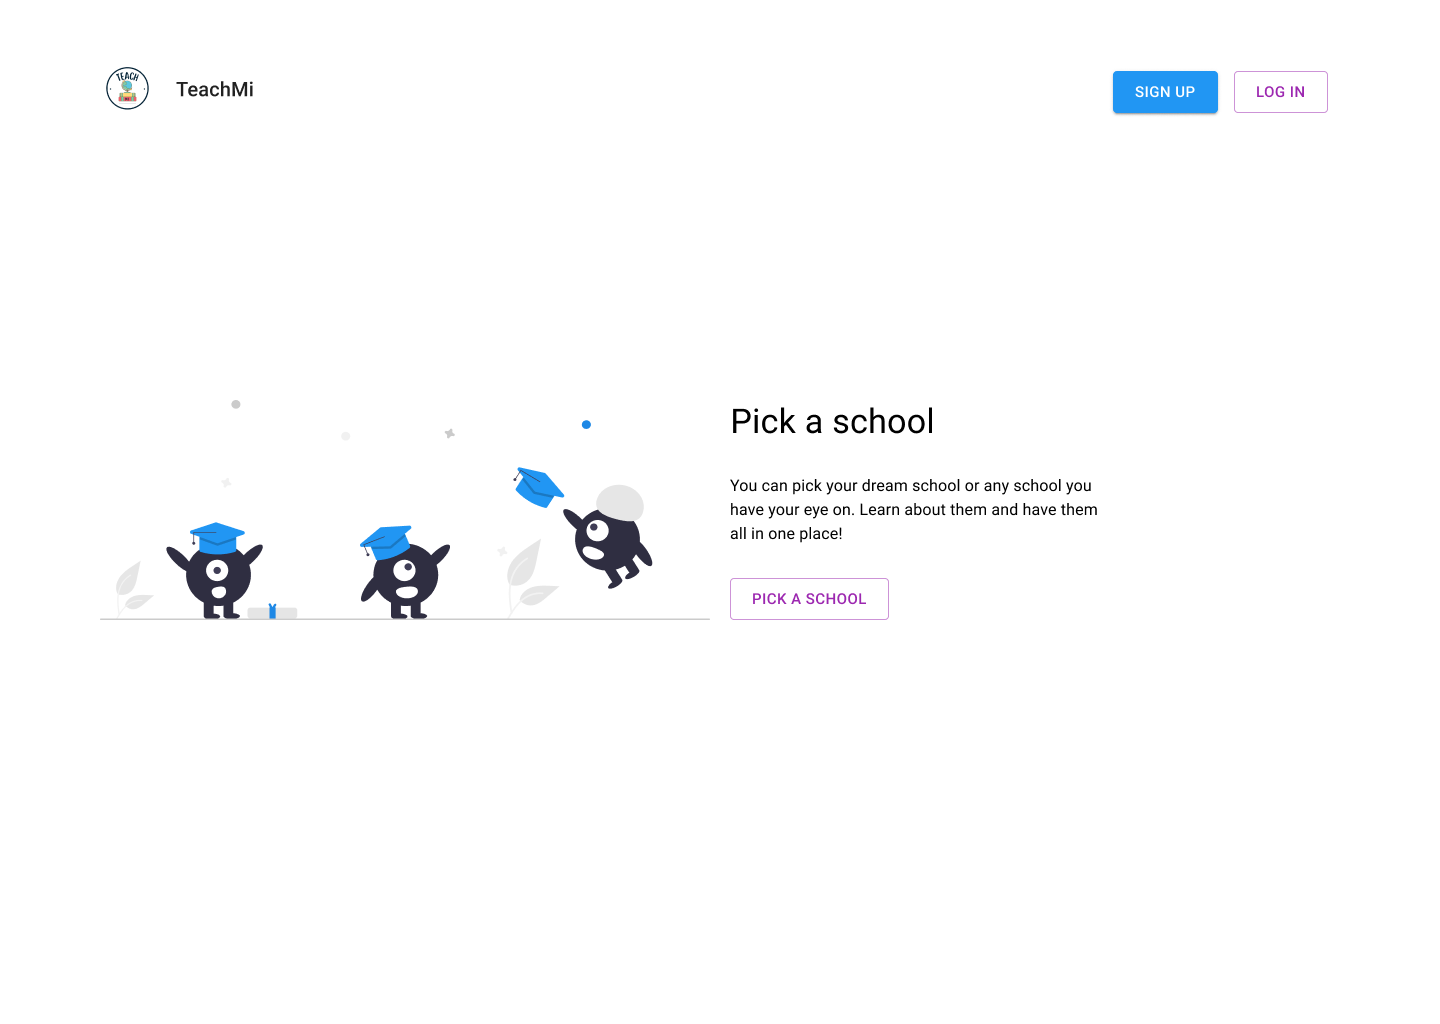 TEACH
TeachMi
SIGN UP
LOG IN
Pick a school
You can pick your dream school or any school you
have your eye on. Learn about them and have them
all in one place!
PICK A SCHOOL